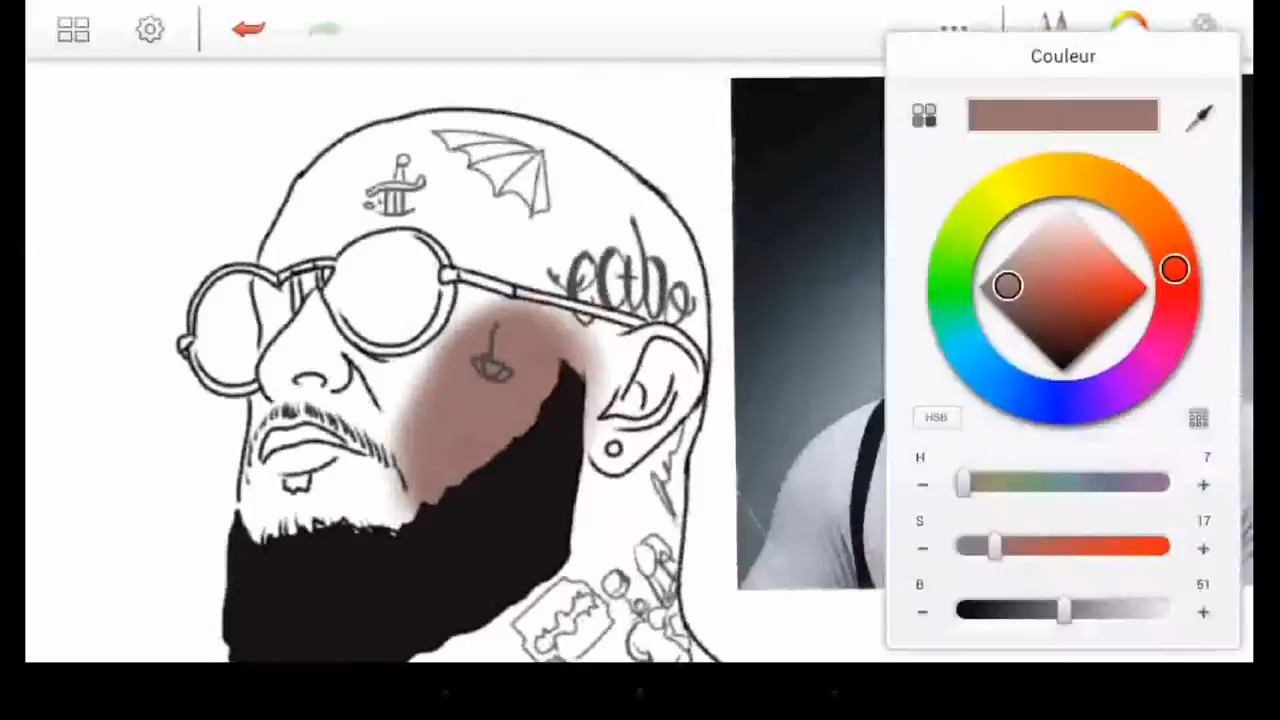 Couleur
HSB
H 7
− +
S 17
− +
B 51
− +